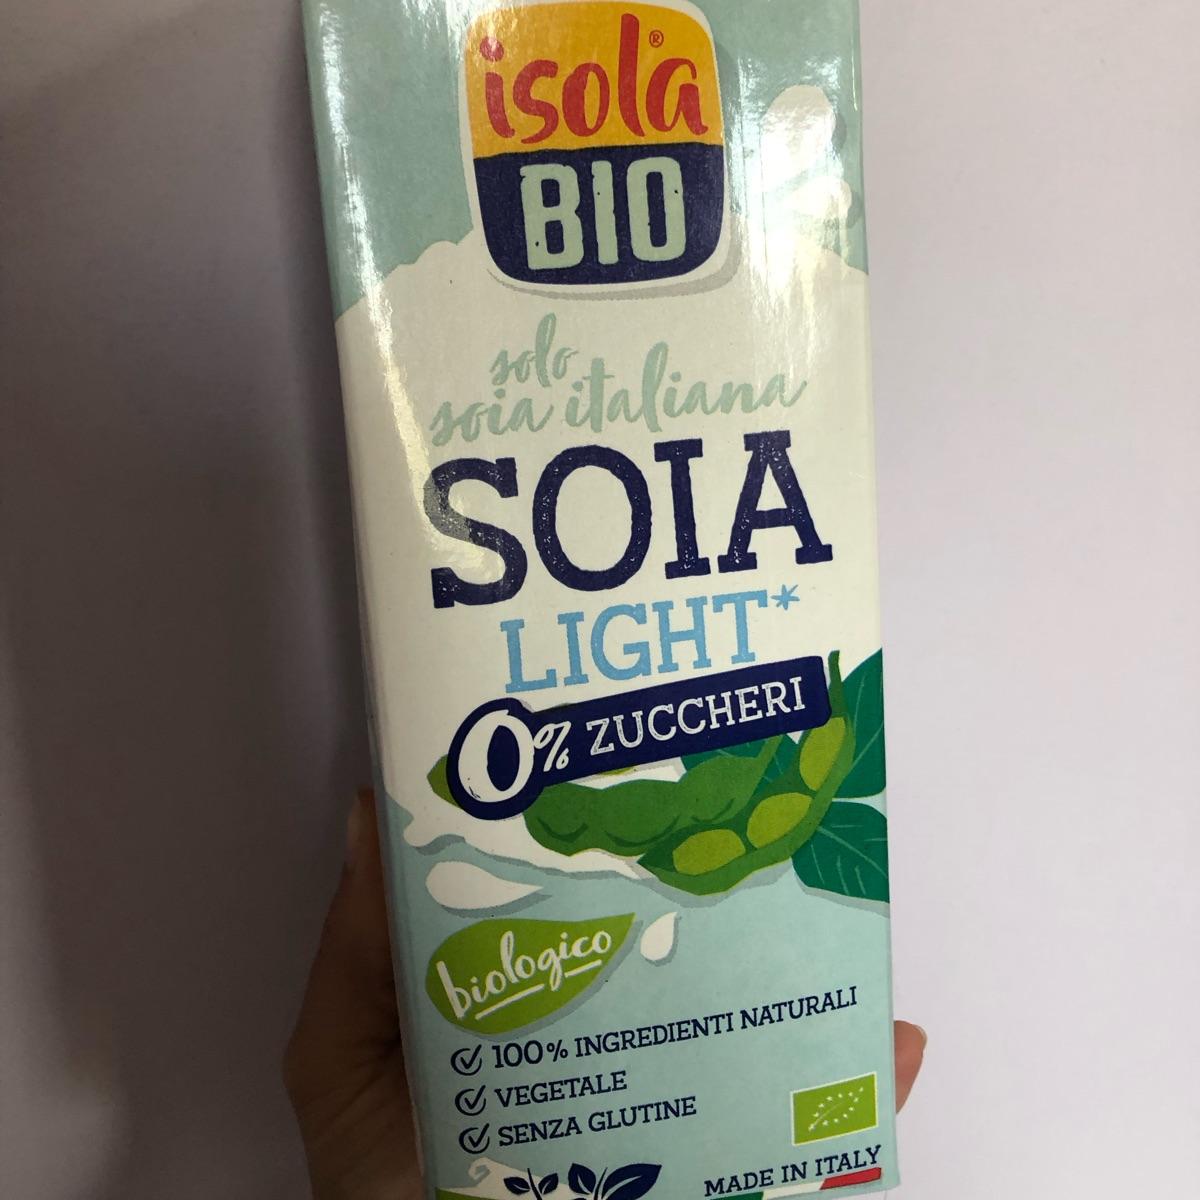 isola®
BIO
solo
soia italiana
SOIA
LIGHT*
0% ZUCCHERI
biologico
100% INGREDIENTI NATURALI
VEGETALE
SENZA GLUTINE
MADE IN ITALY